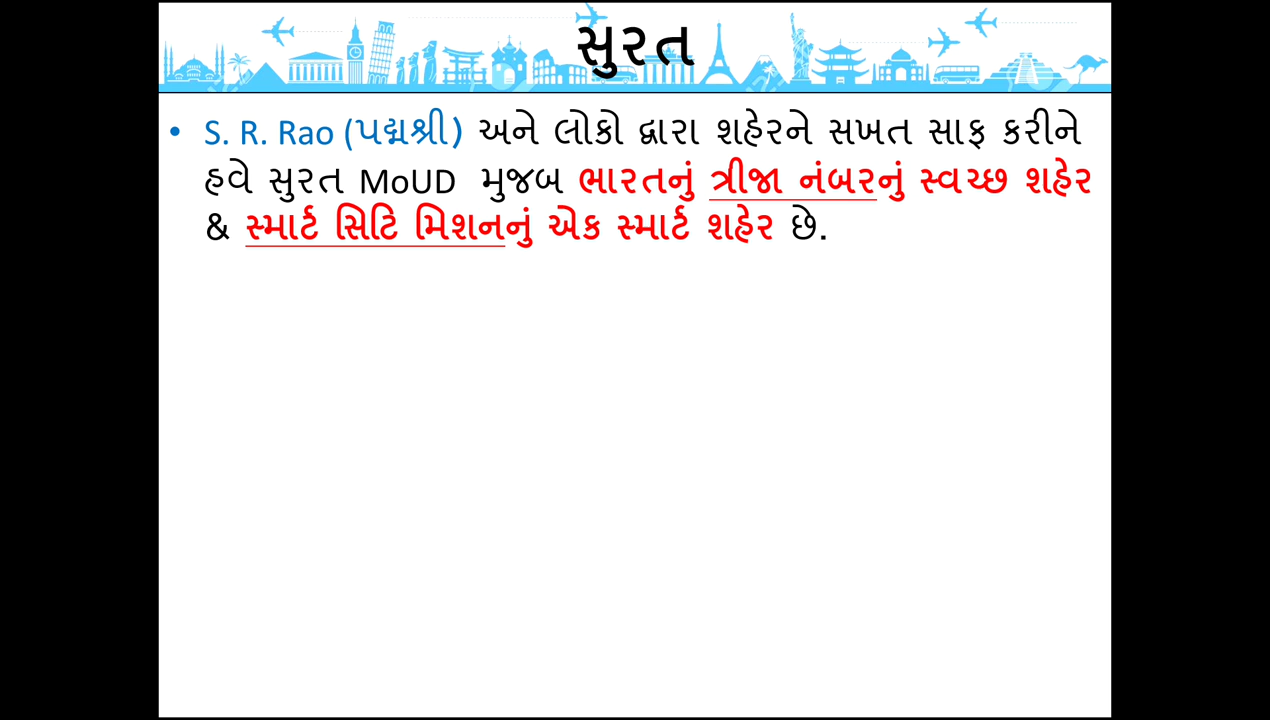 સુરત
• S. R. Rao (પદ્મશ્રી) અને લોકો દ્વારા શહેરને સખત સાફ કરીને
હવે સુરત MoUD મુજબ ભારતનું ત્રીજા નંબરનું સ્વચ્છ શહેર
& સ્માર્ટ સિટિ મિશનનું એક સ્માર્ટ શહેર છે.